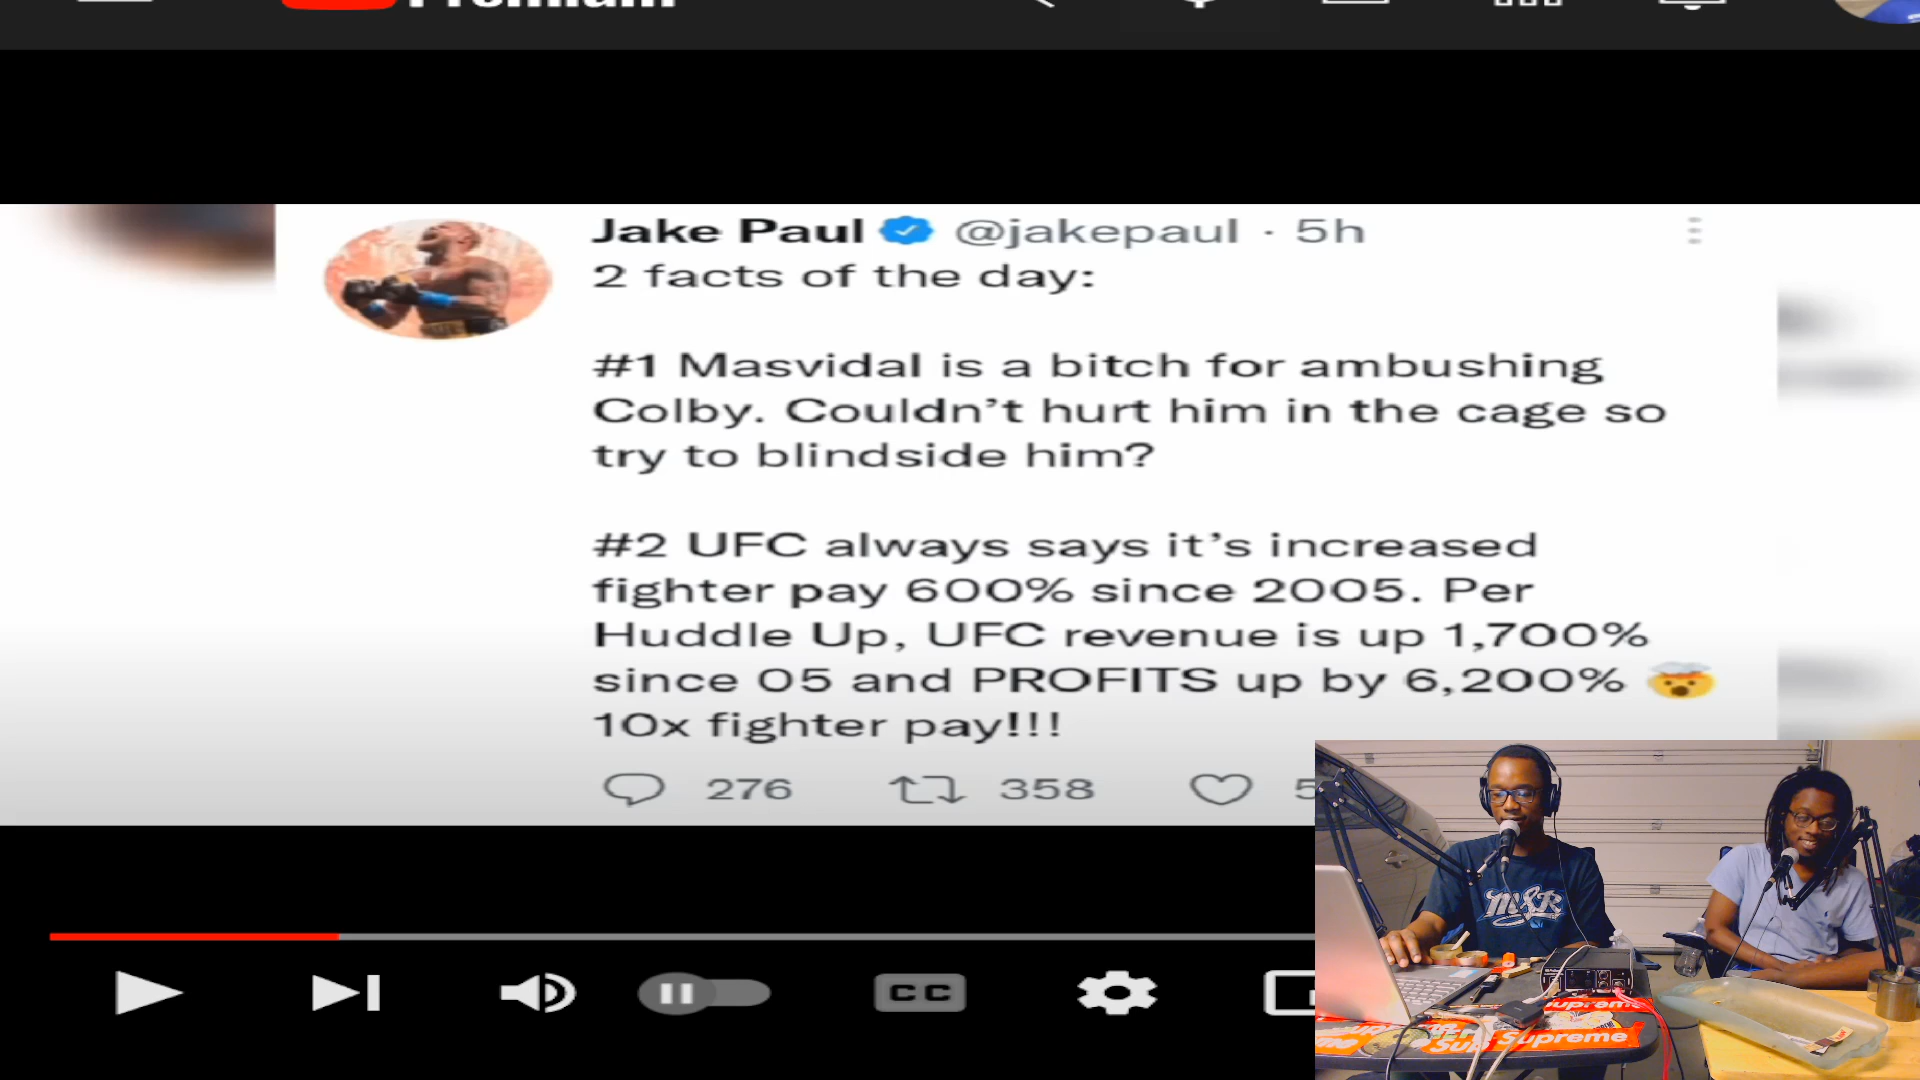 Premium
Jake Paul @jakepaul · 5h
2 facts of the day:
#1 Masvidal is a bitch for ambushing
Colby. Couldn't hurt him in the cage so
try to blindside him?
#2 UFC always says it's increased
fighter pay 600% since 2005. Per
Huddle Up, UFC revenue is up 1,700%
since 05 and PROFITS up by 6,200% 🤯
10x fighter pay!!!
276 358 5
CC
M&R
Supreme
Supreme